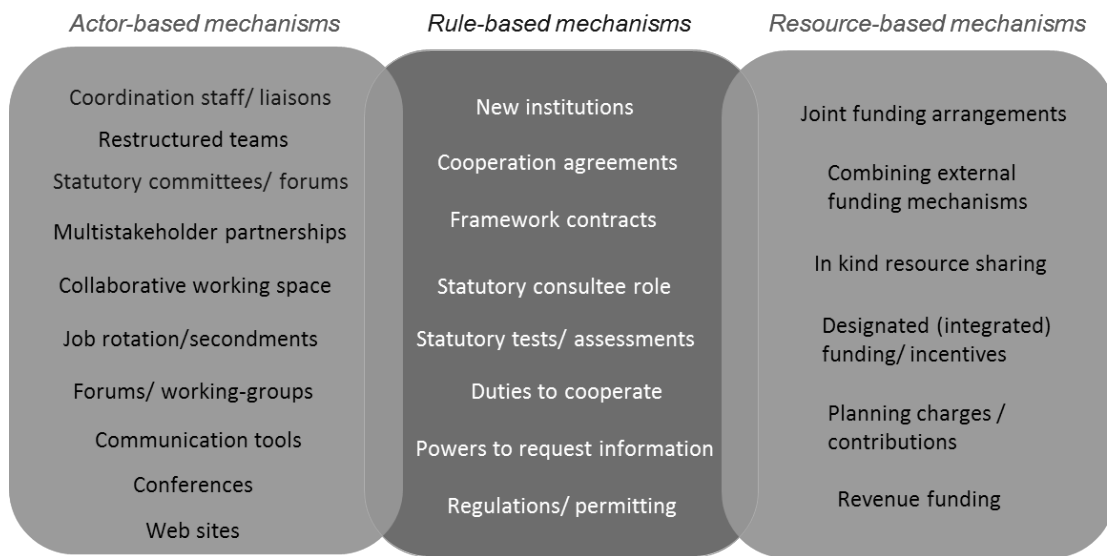 Actor-based mechanisms
Coordination staff/ liaisons
Restructured teams
Statutory committees/ forums
Multistakeholder partnerships
Collaborative working space
Job rotation/secondments
Forums/ working-groups
Communication tools
Conferences
Web sites
Rule-based mechanisms
New institutions
Cooperation agreements
Framework contracts
Statutory consultee role
Statutory tests/ assessments
Duties to cooperate
Powers to request information
Regulations/ permitting
Resource-based mechanisms
Joint funding arrangements
Combining external
funding mechanisms
In kind resource sharing
Designated (integrated)
funding/ incentives
Planning charges /
contributions
Revenue funding